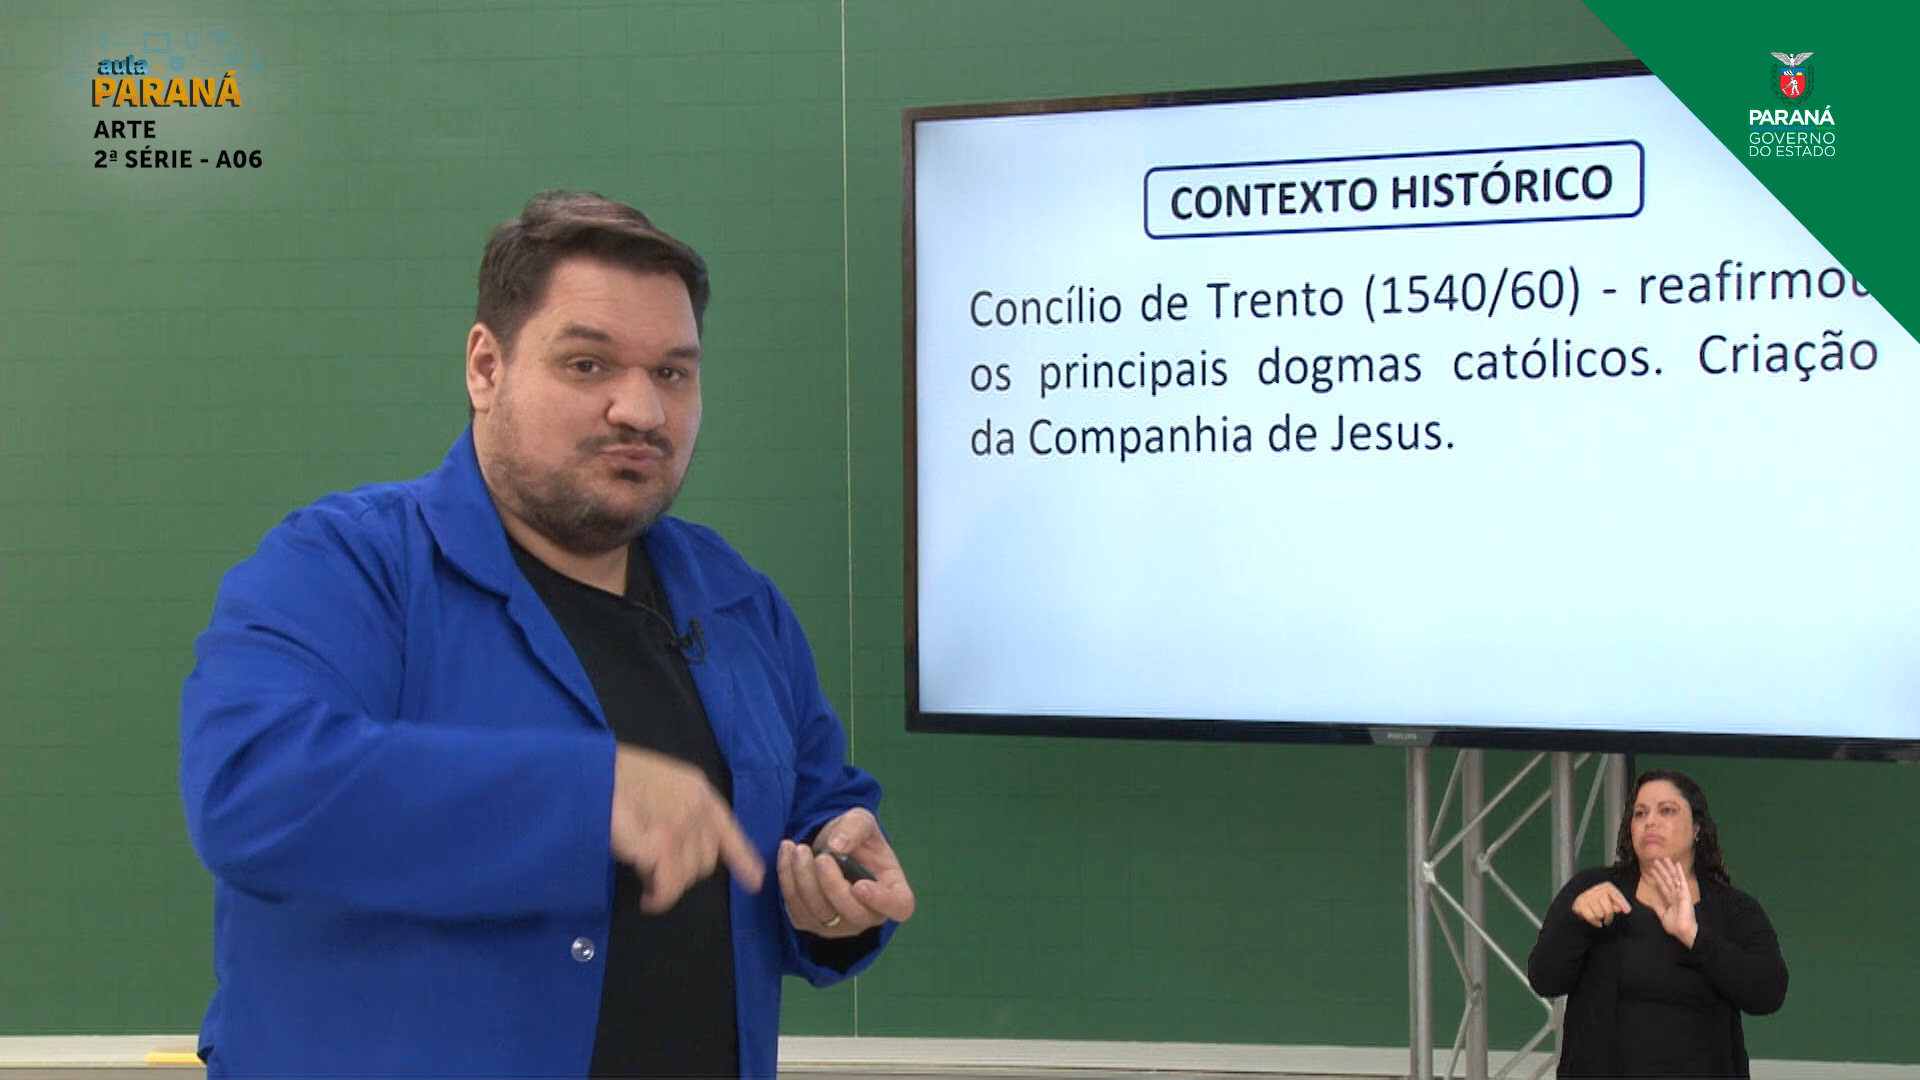 aula
PARANÁ
ARTE
2ª SÉRIE - A06
PARANÁ
GOVERNO
DO ESTADO
CONTEXTO HISTÓRICO
Concílio de Trento (1540/60) - reafirmou
os principais dogmas católicos. Criação
da Companhia de Jesus.
PHILIPS